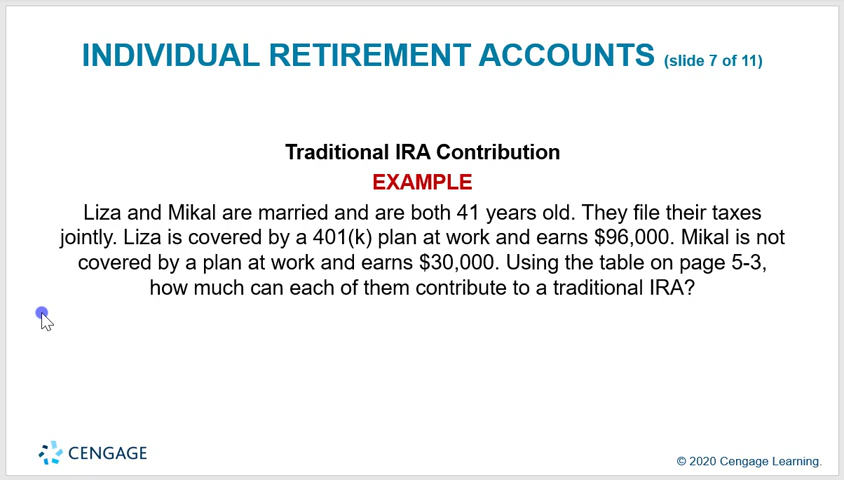 INDIVIDUAL RETIREMENT ACCOUNTS (slide 7 of 11)
Traditional IRA Contribution
EXAMPLE
Liza and Mikal are married and are both 41 years old. They file their taxes
jointly. Liza is covered by a 401(k) plan at work and earns $96,000. Mikal is not
covered by a plan at work and earns $30,000. Using the table on page 5-3,
how much can each of them contribute to a traditional IRA?
CENGAGE
© 2020 Cengage Learning.